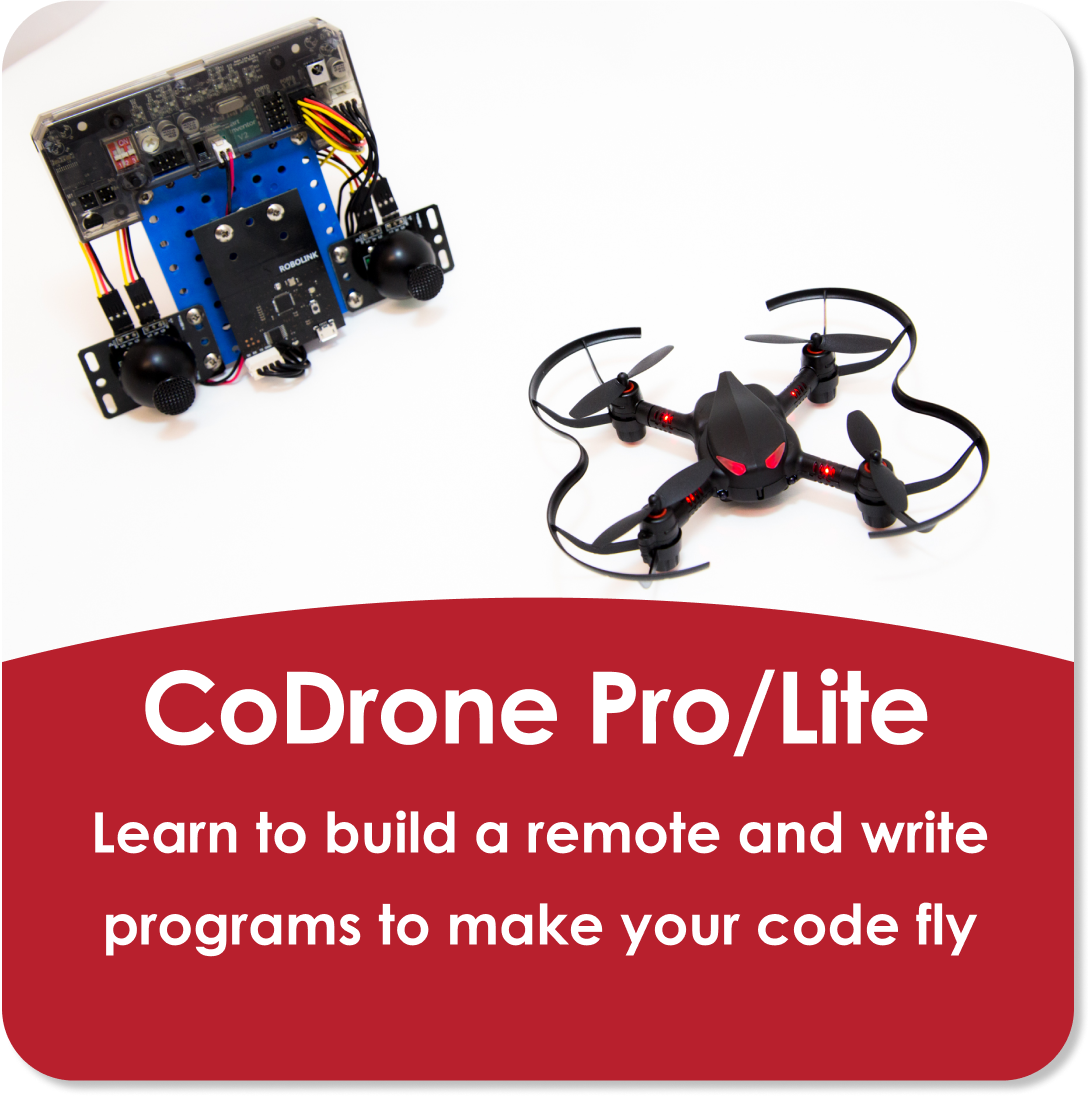 ROBOLINK
CoDrone Pro/Lite
Learn to build a remote and write
programs to make your code fly